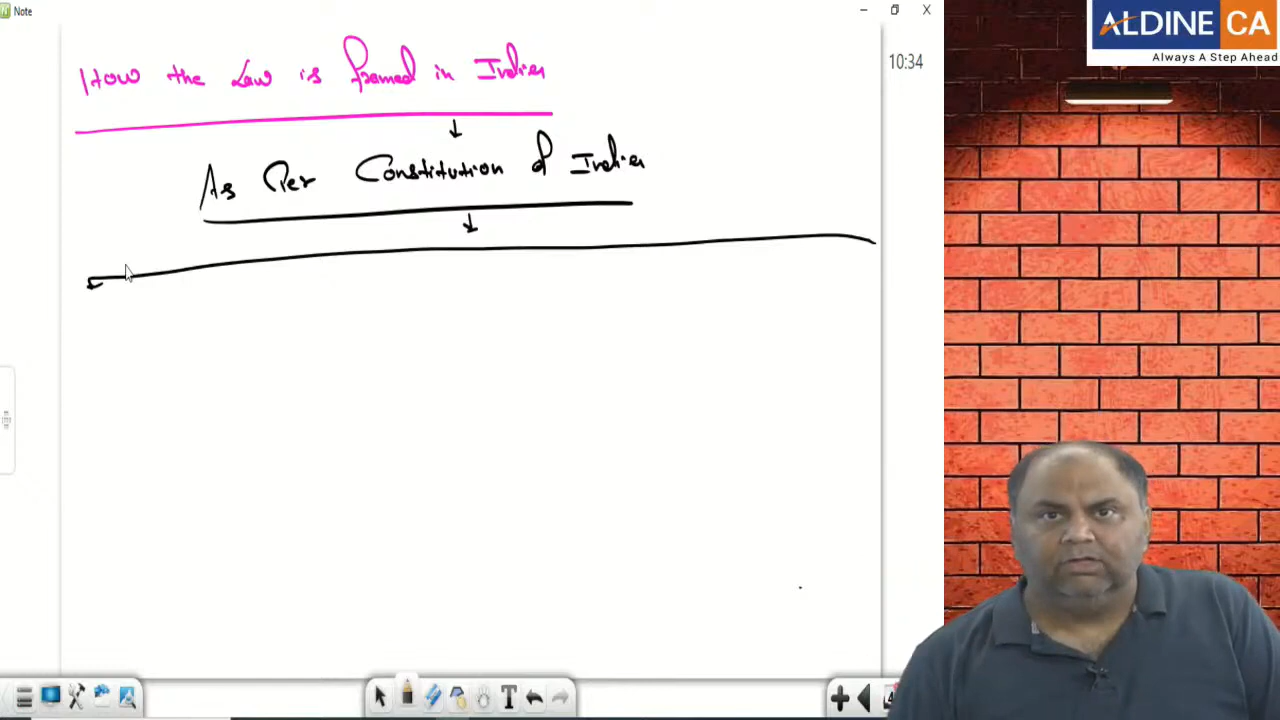 Note
ALDINE CA
Always A Step Ahead
10:34
How the Law is framed in India
As Per Constitution of India